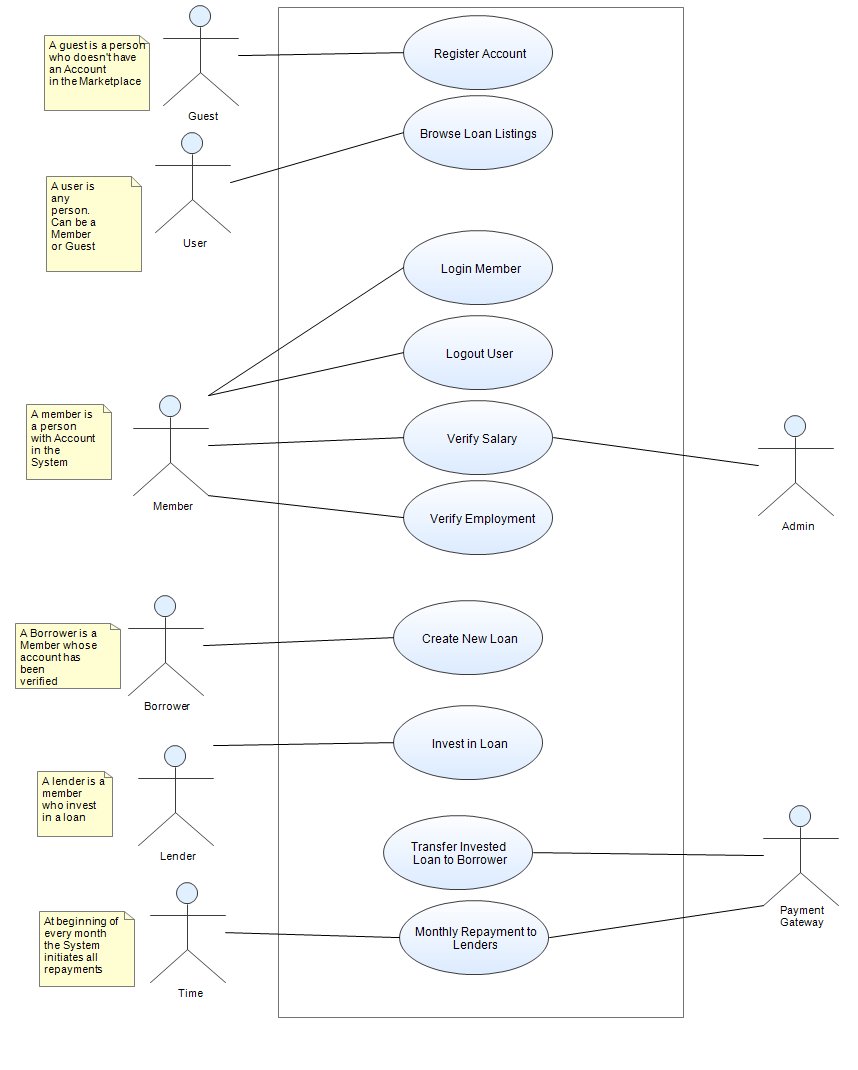 A guest is a person
who doesn't have
an Account
in the Marketplace
Guest
Register Account
Browse Loan Listings
A user is
any
person.
Can be a
Member
or Guest
User
Login Member
Logout User
A member is
a person
with Account
in the
System
Member
Verify Salary
Admin
Verify Employment
A Borrower is a
Member whose
account has
been
verified
Borrower
Create New Loan
Invest in Loan
A lender is a
member
who invest
in a loan
Lender
Transfer Invested
Loan to Borrower
Payment
Gateway
At beginning of
every month
the System
initiates all
repayments
Time
Monthly Repayment to
Lenders